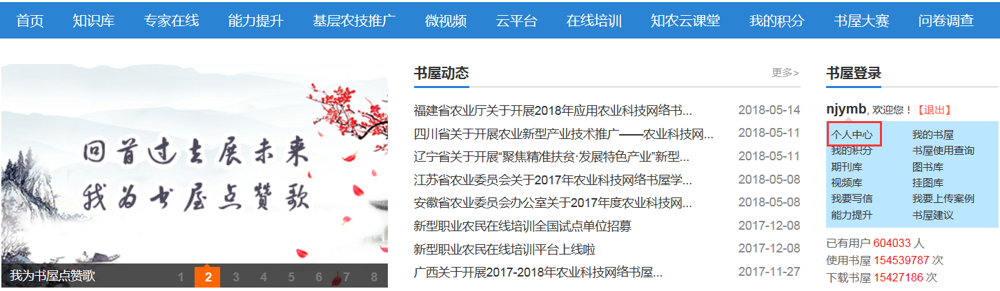 首页 知识库 专家在线 能力提升 基层农技推广 微视频 云平台 在线培训 知农云课堂 我的积分 书屋大赛 问卷调查
回首过去展未来
我为书屋点赞歌
我为书屋点赞歌 1 2 3 4 5 6 7 8
书屋动态 更多>
福建省农业厅关于开展2018年应用农业科技网络书... 2018-05-14
四川省关于开展农业新型产业技术推广——农业科技网... 2018-05-11
辽宁省关于开展“聚焦精准扶贫·发展特色产业”新型... 2018-05-11
江苏省农业委员会关于2017年农业科技网络书屋学... 2018-05-08
安徽省农业委员会办公室关于2017年度农业科技网... 2018-05-08
新型职业农民在线培训全国试点单位招募 2017-12-08
新型职业农民在线培训平台上线啦 2017-12-08
广西关于开展2017-2018年农业科技网络书屋... 2017-11-27
书屋登录
njymb, 欢迎您！【退出】
个人中心 我的书屋
我的积分 书屋使用查询
期刊库 图书库
视频库 挂图库
我要写信 我要上传案例
能力提升 书屋建议
已有用户 604033 人
使用书屋 154539787 次
下载书屋 15427186 次